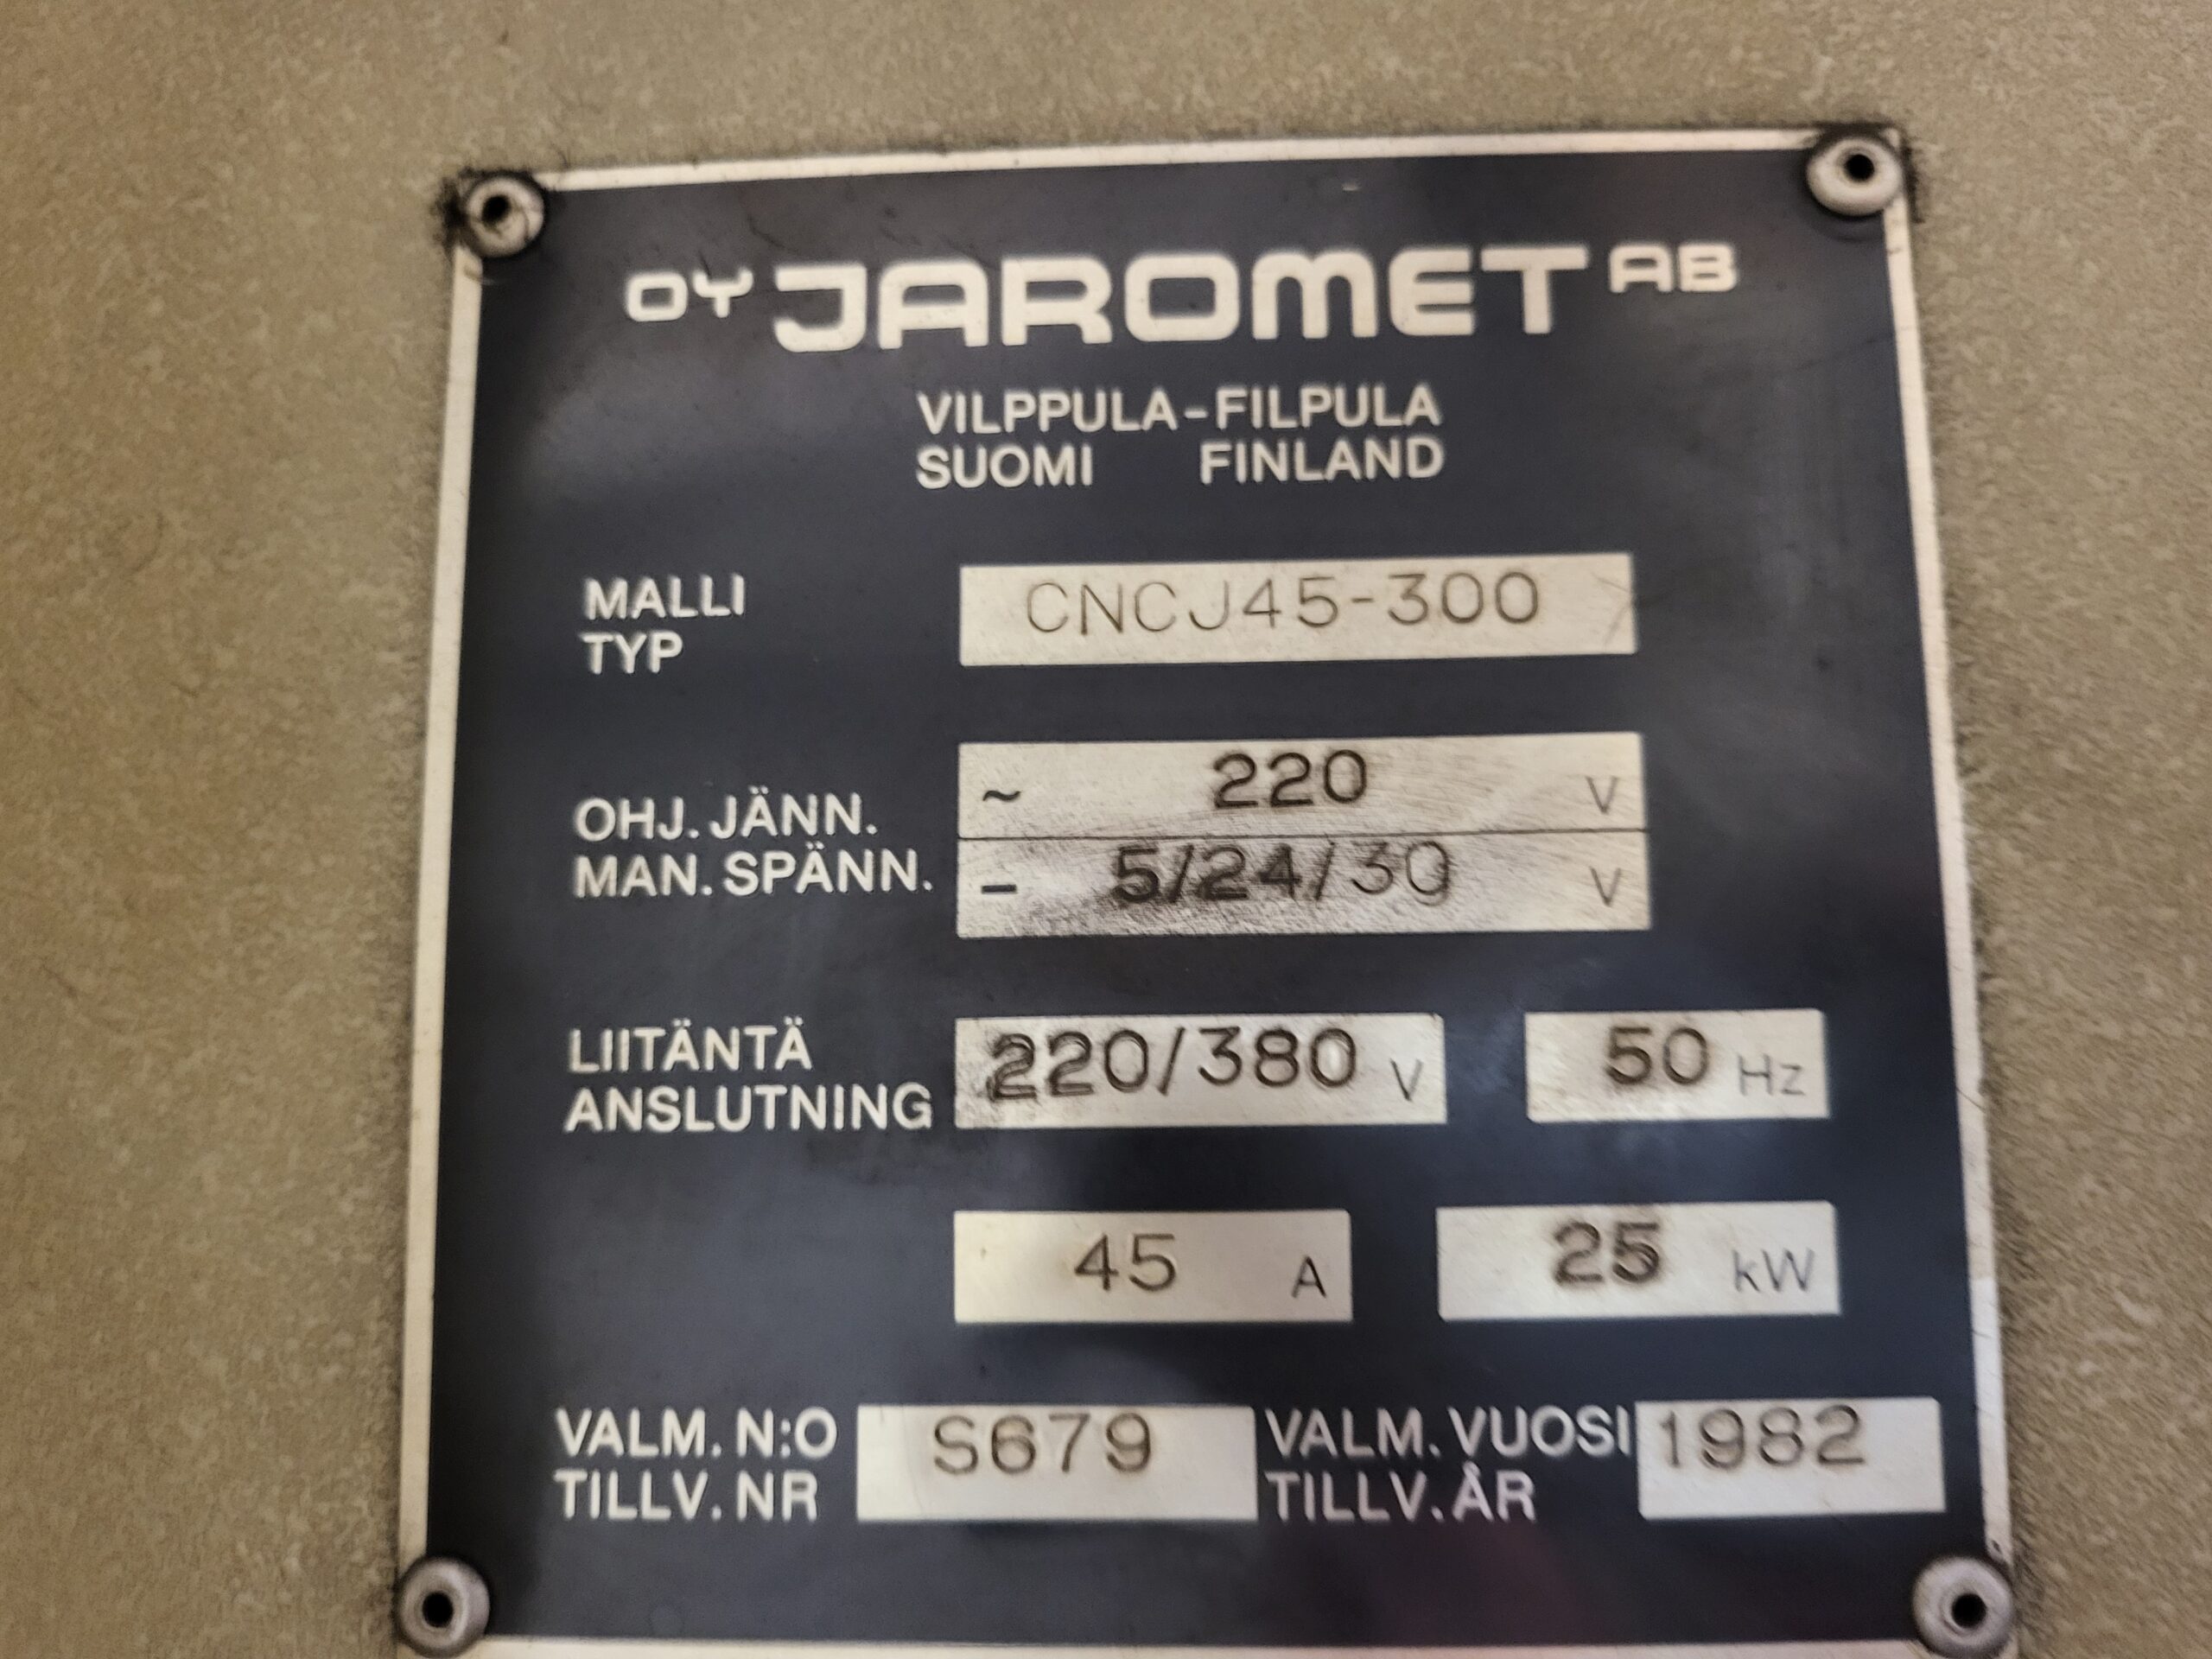 OY JAROMET AB
VILPPULA-FILPULA
SUOMI FINLAND
MALLI
TYP
CNCJ45-300
OHJ. JÄNN.
MAN. SPÄNN.
~ 220 V
– 5/24/30 V
LIITÄNTÄ
ANSLUTNING
220/380 V 50 Hz
45 A 25 kW
VALM. N:O
TILLV. NR
S679
VALM. VUOSI
TILLV. ÅR
1982